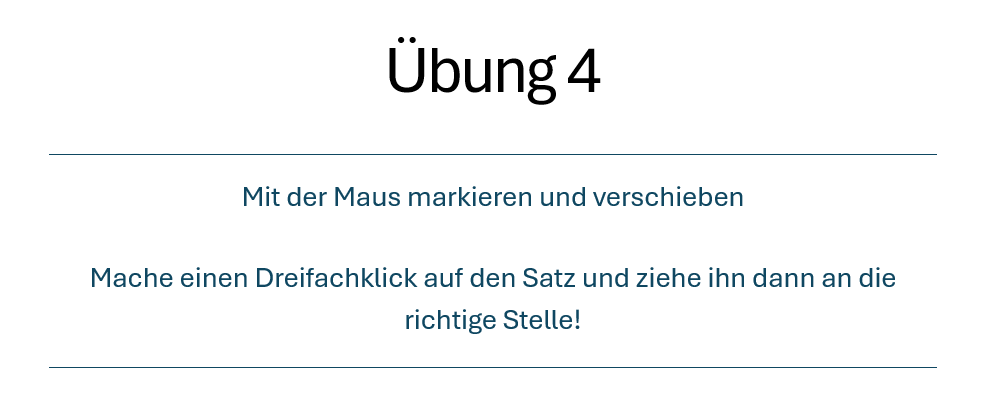 Übung 4
Mit der Maus markieren und verschieben
Mache einen Dreifachklick auf den Satz und ziehe ihn dann an die
richtige Stelle!